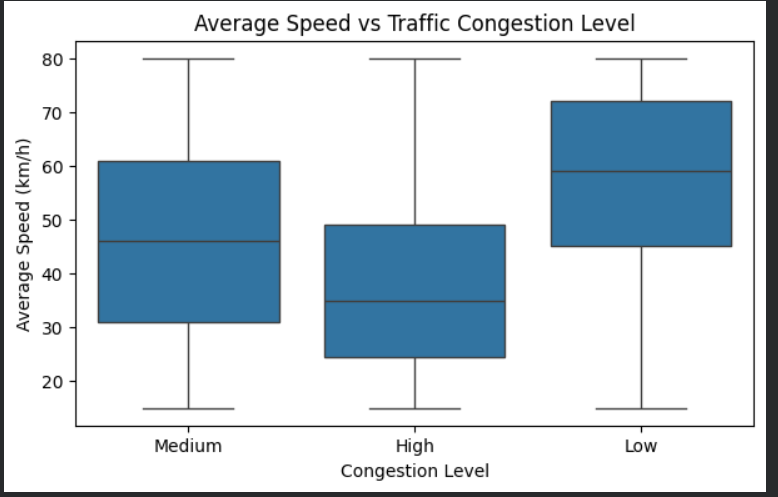 Average Speed vs Traffic Congestion Level
Average Speed (km/h)
80
70
60
50
40
30
20
Medium
High
Low
Congestion Level